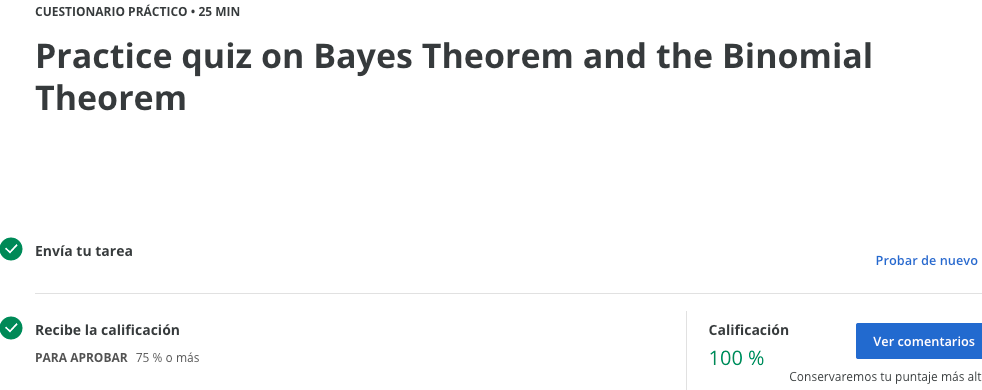 CUESTIONARIO PRÁCTICO • 25 MIN
Practice quiz on Bayes Theorem and the Binomial
Theorem
Envía tu tarea
Probar de nuevo
Recibe la calificación
PARA APROBAR 75 % o más
Calificación
100 %
Ver comentarios
Conservaremos tu puntaje más alt